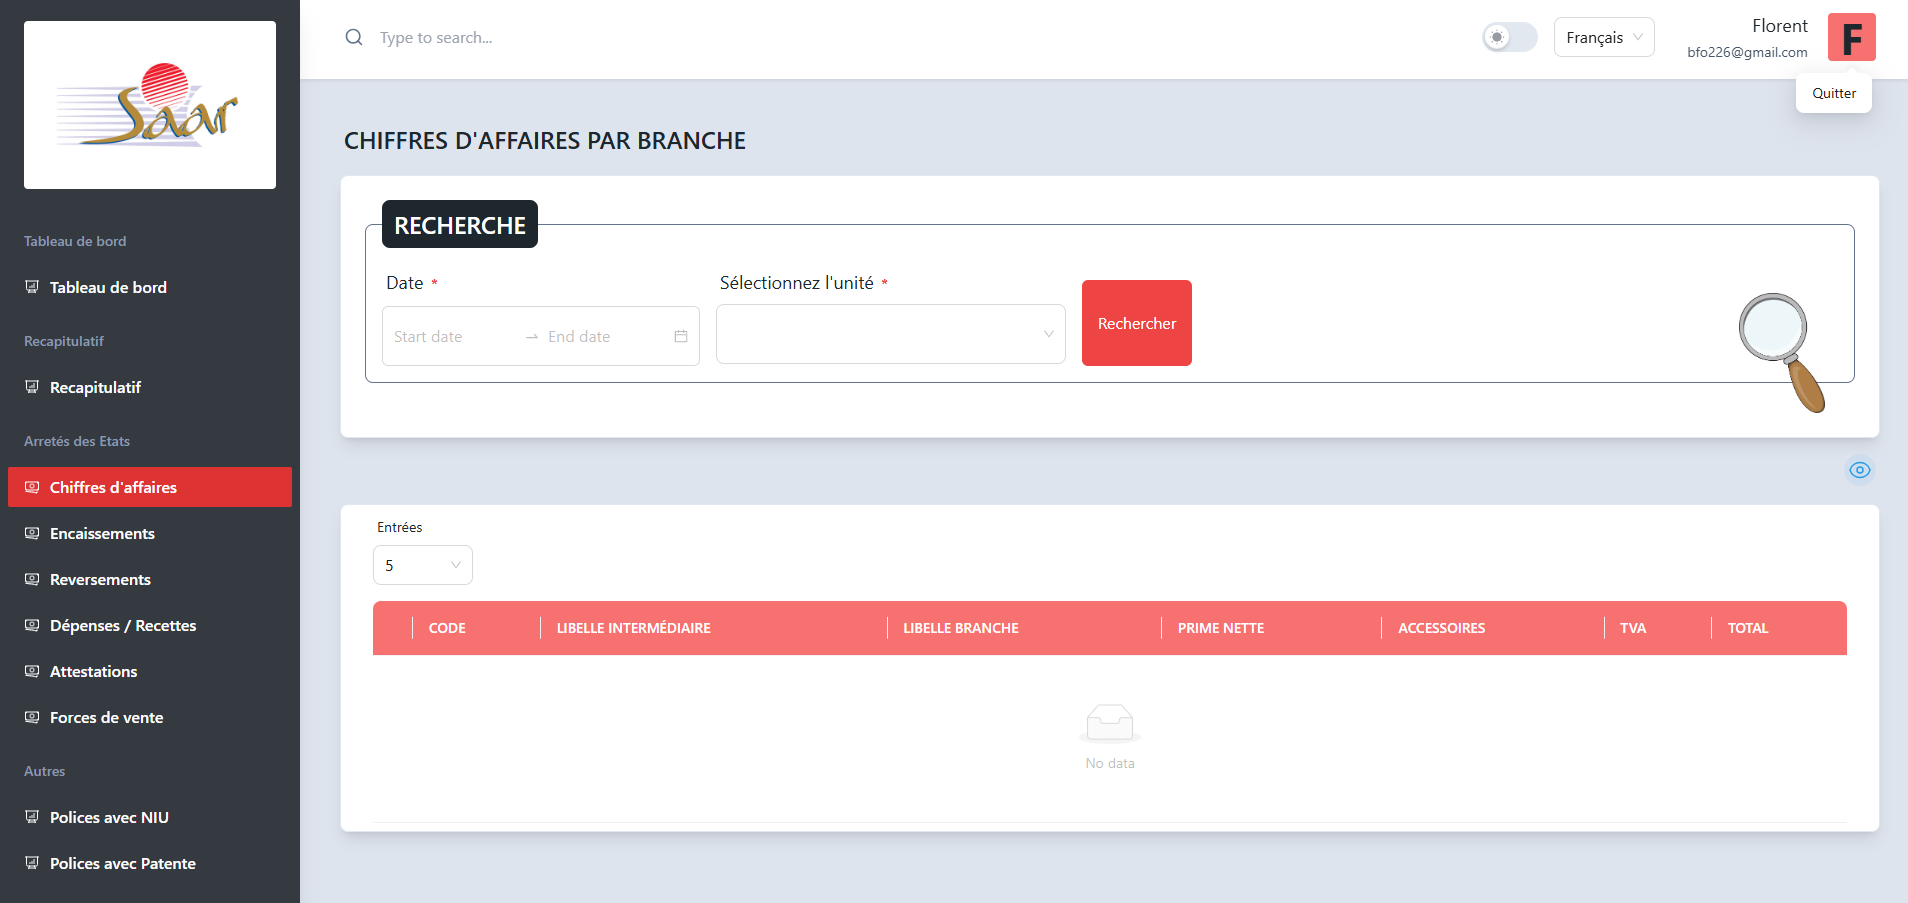 Saar
Tableau de bord
Tableau de bord
Recapitulatif
Recapitulatif
Arretés des Etats
Chiffres d'affaires
Encaissements
Reversements
Dépenses / Recettes
Attestations
Forces de vente
Autres
Polices avec NIU
Polices avec Patente
Type to search...
Français
Florent
bfo226@gmail.com
F
Quitter
CHIFFRES D'AFFAIRES PAR BRANCHE
RECHERCHE
Date *
Sélectionnez l'unité *
Start date
End date
Rechercher
Entrées
5
CODE
LIBELLE INTERMÉDIAIRE
LIBELLE BRANCHE
PRIME NETTE
ACCESSOIRES
TVA
TOTAL
No data